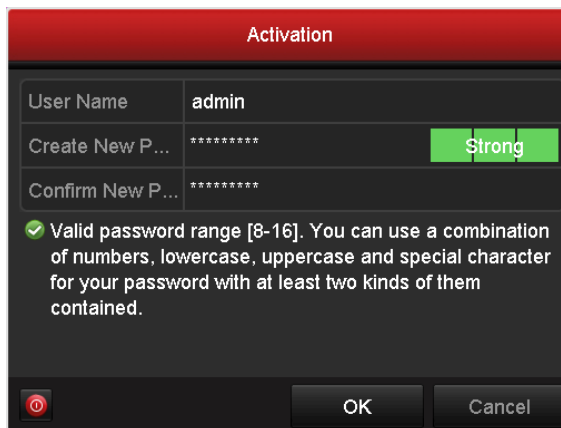 Activation
User Name admin
Create New P... ********* Strong
Confirm New P... *********
Valid password range [8-16]. You can use a combination
of numbers, lowercase, uppercase and special character
for your password with at least two kinds of them
contained.
OK Cancel